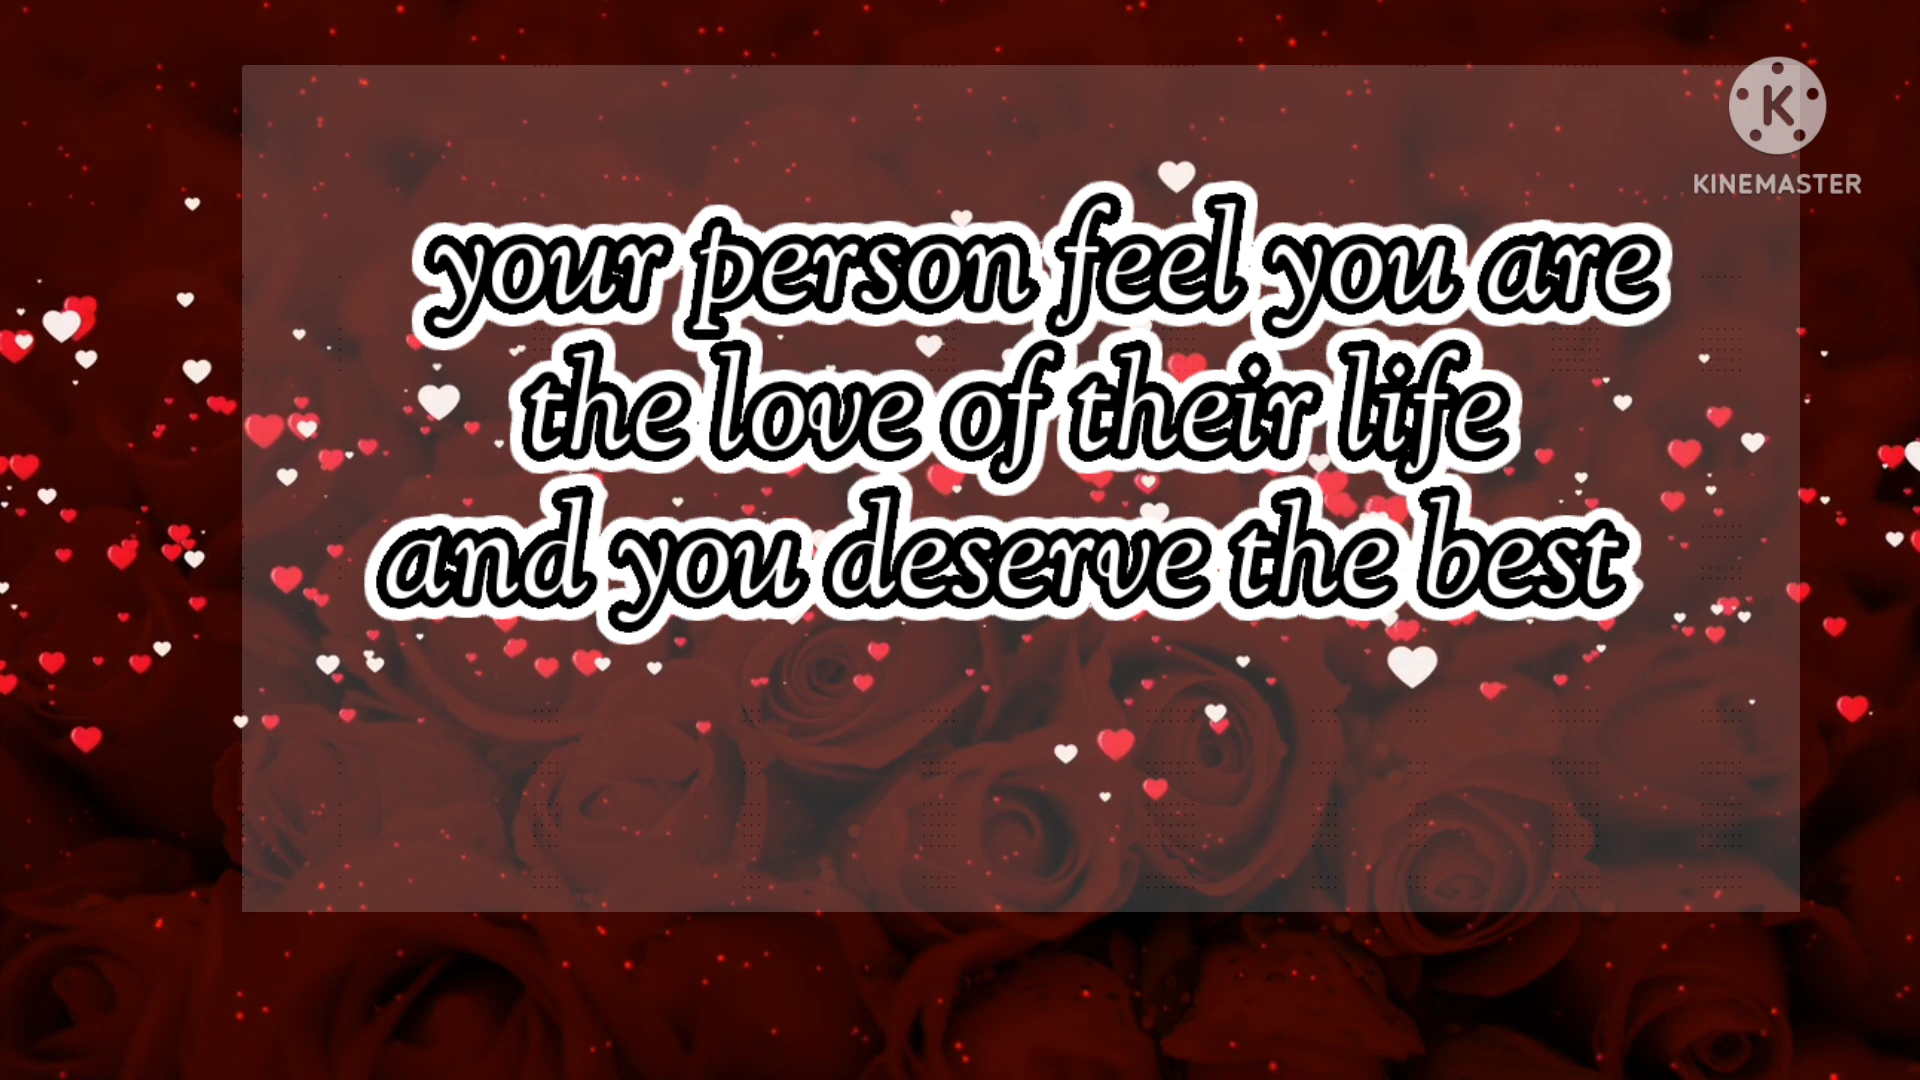 KINEMASTER
your person feel you are
the love of their life
and you deserve the best